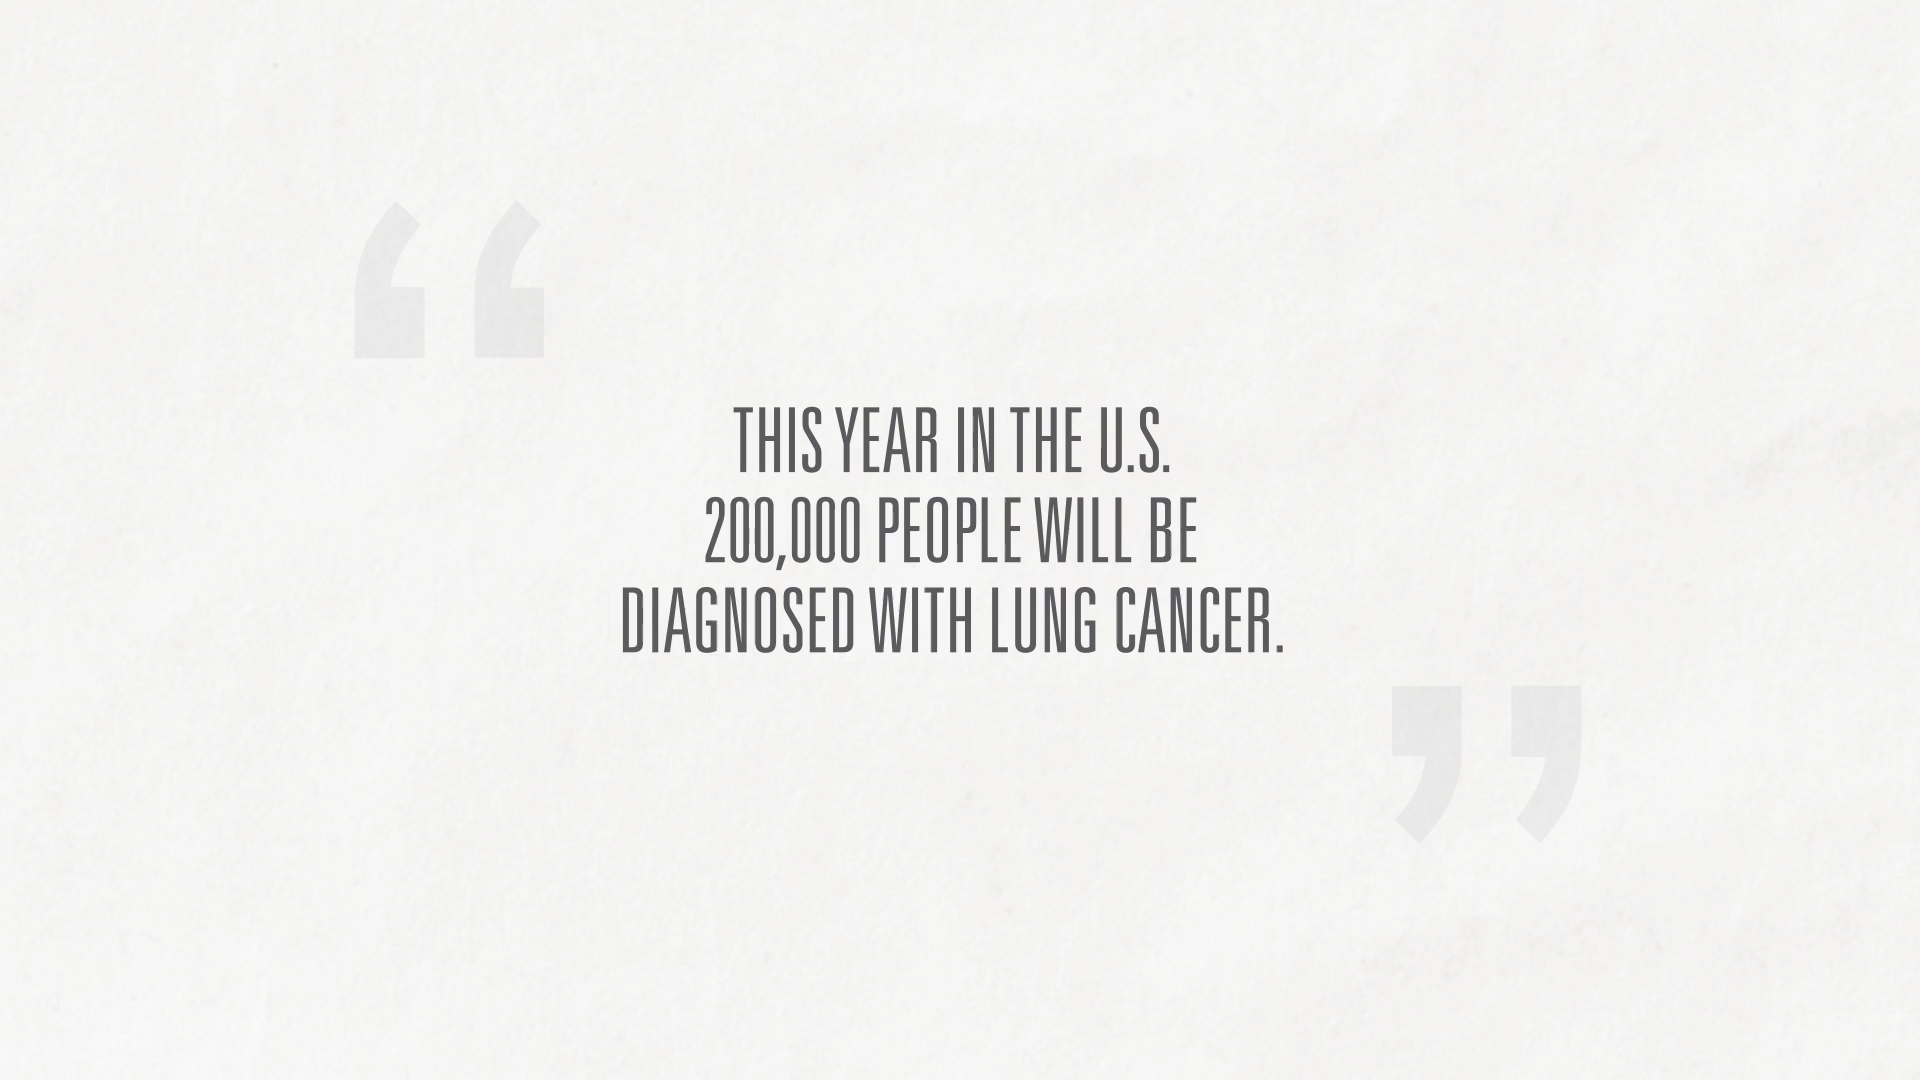 “
THIS YEAR IN THE U.S.
200,000 PEOPLE WILL BE
DIAGNOSED WITH LUNG CANCER.
”